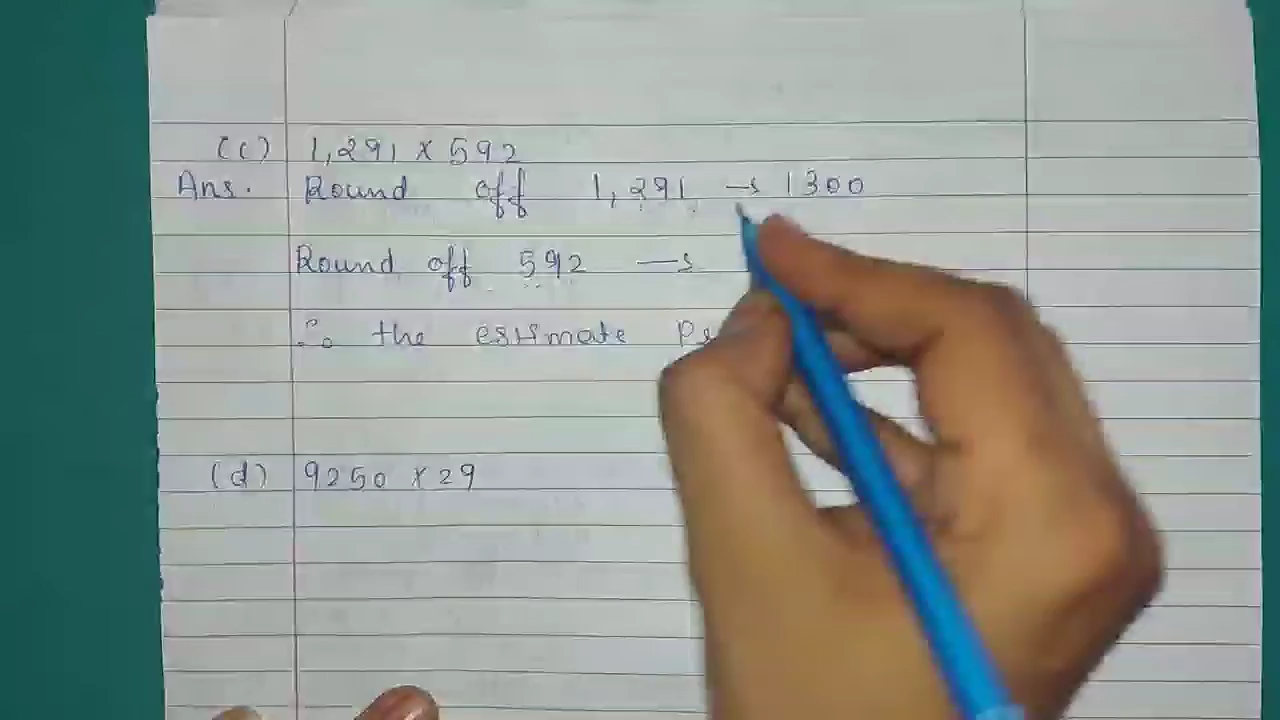 (c) 1,291 x 592
Ans. Round off 1,291 → 1300
Round off 592 →
∴ the estimate
(d) 9250 x 29